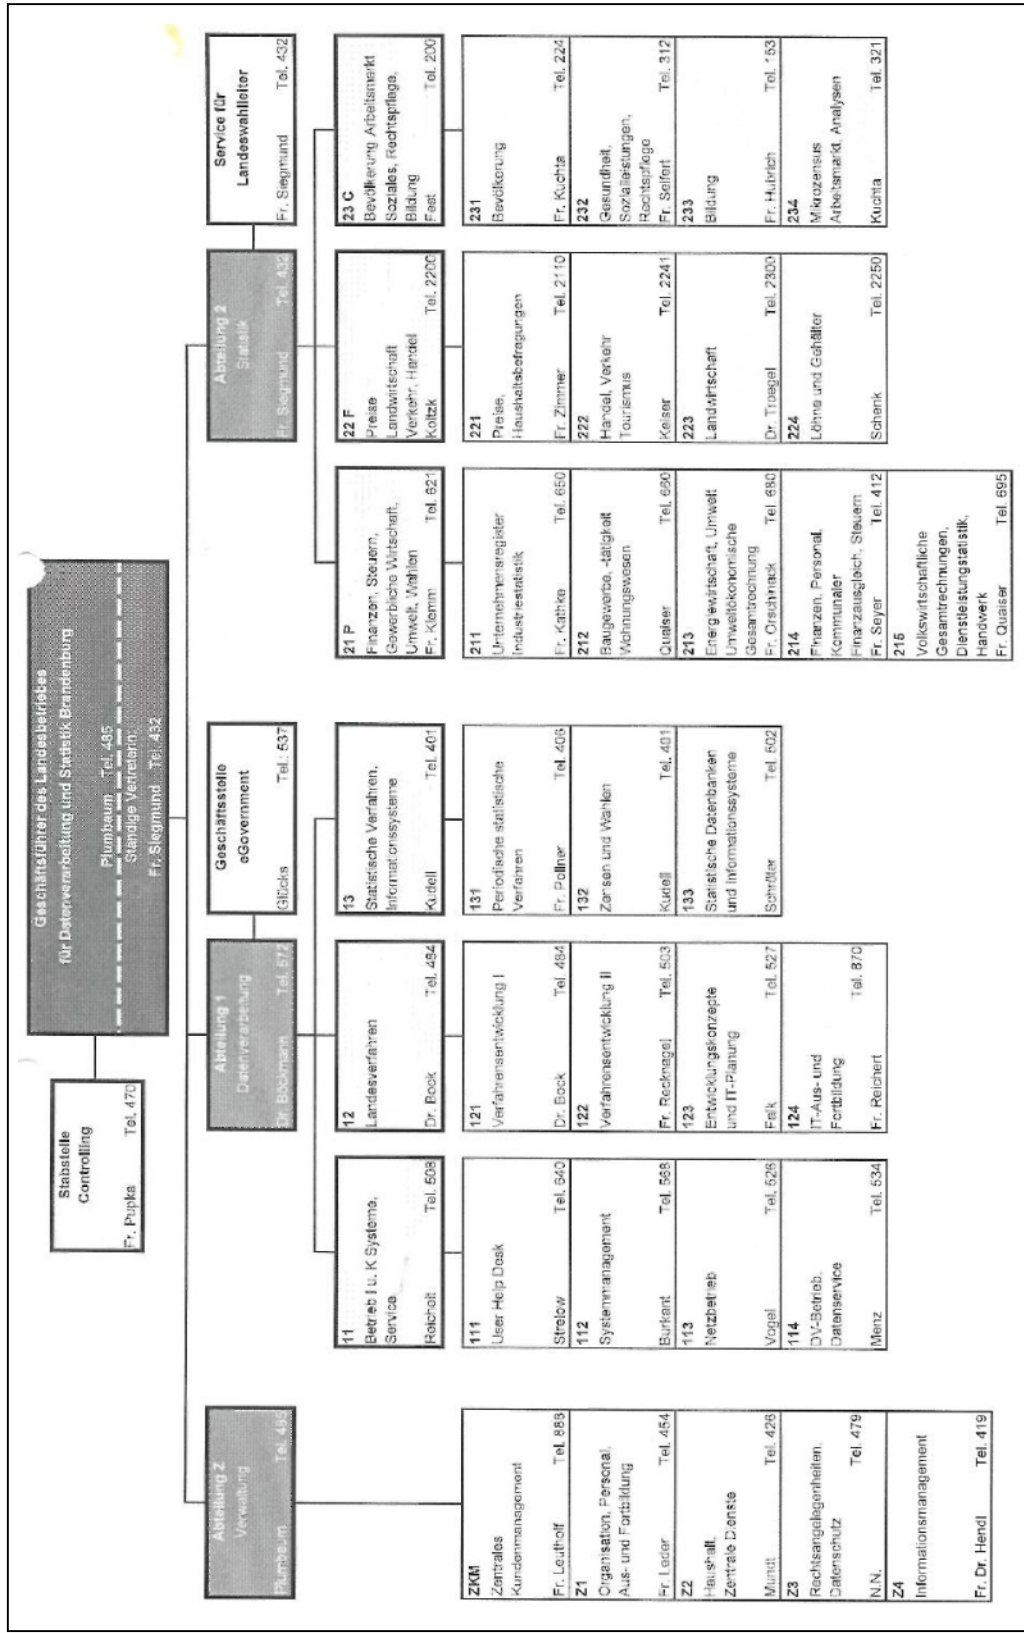 Geschäftsführer des Landesbetriebes
für Datenverarbeitung und Statistik Brandenburg
Plumbaum Tel. 485
Ständige Vertreterin:
Fr. Siegmund Tel. 432
Stabstelle
Controlling
Fr. Pupka Tel. 470
Abteilung Z
Verwaltung
Plumbaum Tel. 485
Abteilung 1
Datenverarbeitung
Dr. Böckmann Tel. 572
Geschäftsstelle
eGovernment
Glücks Tel.: 537
Abteilung 2
Statistik
Fr. Siegmund Tel. 432
Service für
Landeswahlleiter
Fr. Siegmund Tel. 432
11
Betrieb I u. K Systeme,
Service
Reichelt Tel. 508
12
Landesverfahren
Dr. Bock Tel. 484
13
Statistische Verfahren,
Informationssysteme
Kudell Tel. 401
21 P
Finanzen, Steuern,
Gewerbliche Wirtschaft,
Umwelt, Wahlen
Fr. Klemm Tel. 621
22 F
Preise
Landwirtschaft
Verkehr, Handel
Koltzk Tel. 2200
23 C
Bevölkerung Arbeitsmarkt
Soziales, Rechtspflege,
Bildung
Fest Tel. 200
ZKM
Zentrales
Kundenmanagement
Fr. Leutholf Tel. 888
Z1
Organisation, Personal,
Aus- und Fortbildung
Fr. Leder Tel. 454
Z2
Haushalt,
Zentrale Dienste
Mundt Tel. 426
Z3
Rechtsangelegenheiten,
Datenschutz
N.N. Tel. 479
Z4
Informationsmanagement
Fr. Dr. Hendl Tel. 419
111
User Help Desk
Strelow Tel. 640
112
Systemmanagement
Burkant Tel. 568
113
Netzbetrieb
Vogel Tel. 526
114
DV-Betrieb,
Datenservice
Menz Tel. 534
121
Verfahrensentwicklung I
Dr. Bock Tel. 484
122
Verfahrensentwicklung II
Fr. Recknagel Tel. 503
123
Entwicklungskonzepte
und IT-Planung
Falk Tel. 527
124
IT-Aus- und
Fortbildung
Fr. Reichert Tel. 870
131
Periodische statistische
Verfahren
Fr. Pollner Tel. 406
132
Zensen und Wahlen
Kudell Tel. 401
133
Statistische Datenbanken
und Informationssysteme
Schröter Tel. 502
211
Unternehmensregister
Industriestatistik
Fr. Kathke Tel. 650
212
Baugewerbe, -tätigkeit
Wohnungswesen
Quaiser Tel. 660
213
Energiewirtschaft, Umwelt
Umweltökonomische
Gesamtrechnung
Fr. Orschinack Tel. 680
214
Finanzen, Personal,
Kommunaler
Finanzausgleich, Steuern
Fr. Seyer Tel. 412
215
Volkswirtschaftliche
Gesamtrechnungen,
Dienstleistungstatistik,
Handwerk
Fr. Quaiser Tel. 695
221
Preise,
Haushaltsbefragungen
Fr. Zimmer Tel. 2110
222
Handel, Verkehr
Tourismus
Keiser Tel. 2241
223
Landwirtschaft
Dr. Troegel Tel. 2300
224
Löhne und Gehälter
Schenk Tel. 2250
231
Bevölkerung
Fr. Kuchta Tel. 224
232
Gesundheit,
Sozialleistungen,
Rechtspflege
Fr. Seifert Tel. 312
233
Bildung
Fr. Hubrich Tel. 153
234
Mikrozensus
Arbeitsmarkt, Analysen
Kuchta Tel. 321